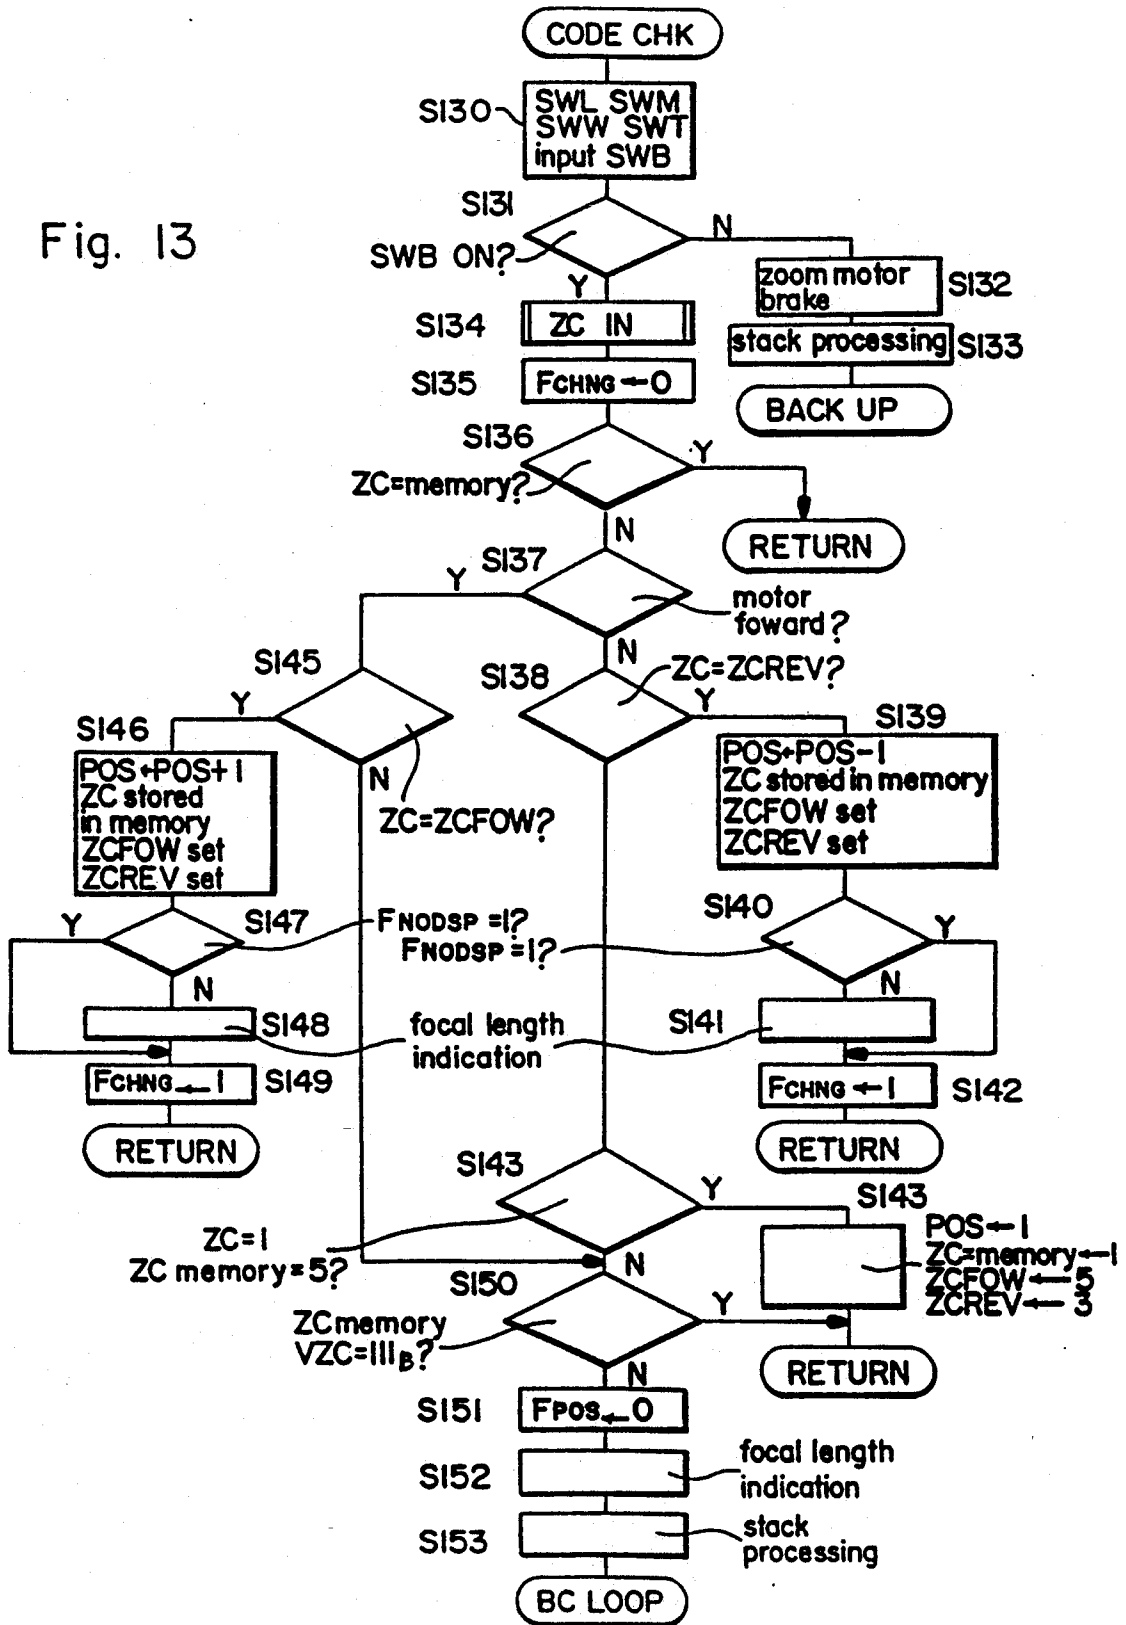 CODE CHK
S130
SWL SWM
SWW SWT
input SWB
Fig. 13
S131
SWB ON?
N
Y
zoom motor
brake
S132
S134
ZC IN
stack processing
S133
S135
FCHNG←0
BACK UP
S136
ZC=memory?
Y
N
RETURN
S137
Y
motor
foward?
N
S145
S138
ZC=ZCREV?
Y
Y
S139
S146
POS←POS+1
ZC stored
in memory
ZCFOW set
ZCREV set
N
ZC=ZCFOW?
POS←POS-1
ZC stored in memory
ZCFOW set
ZCREV set
S140
Y
S147
FNODSP=1?
FNODSP=1?
Y
N
N
S148
focal length
indication
S141
FCHNG←1
S149
FCHNG←1
S142
RETURN
RETURN
S143
Y
S143
ZC=1
ZC memory=5?
N
POS←1
ZC=memory←1
ZCFOW←5
ZCREV←3
S150
ZC memory
VZC=111B?
Y
RETURN
N
S151
FPOS←0
S152
focal length
indication
S153
stack
processing
BC LOOP